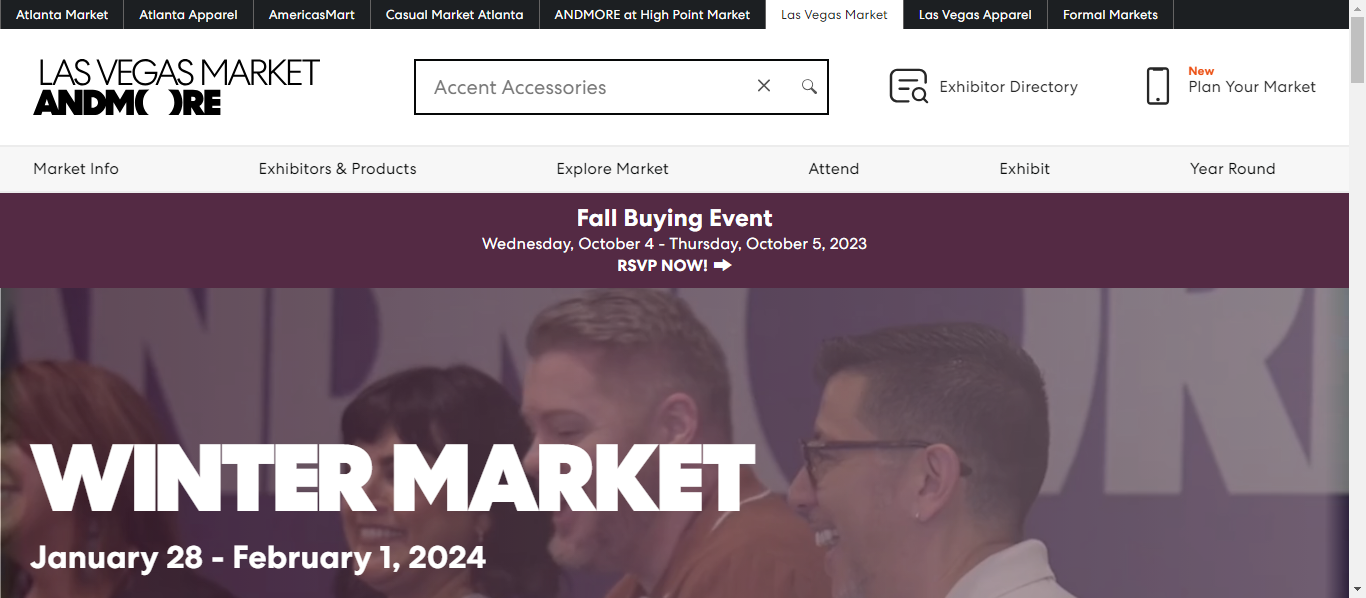 Atlanta Market
Atlanta Apparel
AmericasMart
Casual Market Atlanta
ANDMORE at High Point Market
Las Vegas Market
Las Vegas Apparel
Formal Markets
LAS VEGAS MARKET
ANDM( )RE
Accent Accessories
Exhibitor Directory
New
Plan Your Market
Market Info
Exhibitors & Products
Explore Market
Attend
Exhibit
Year Round
Fall Buying Event
Wednesday, October 4 - Thursday, October 5, 2023
RSVP NOW!
WINTER MARKET
January 28 - February 1, 2024